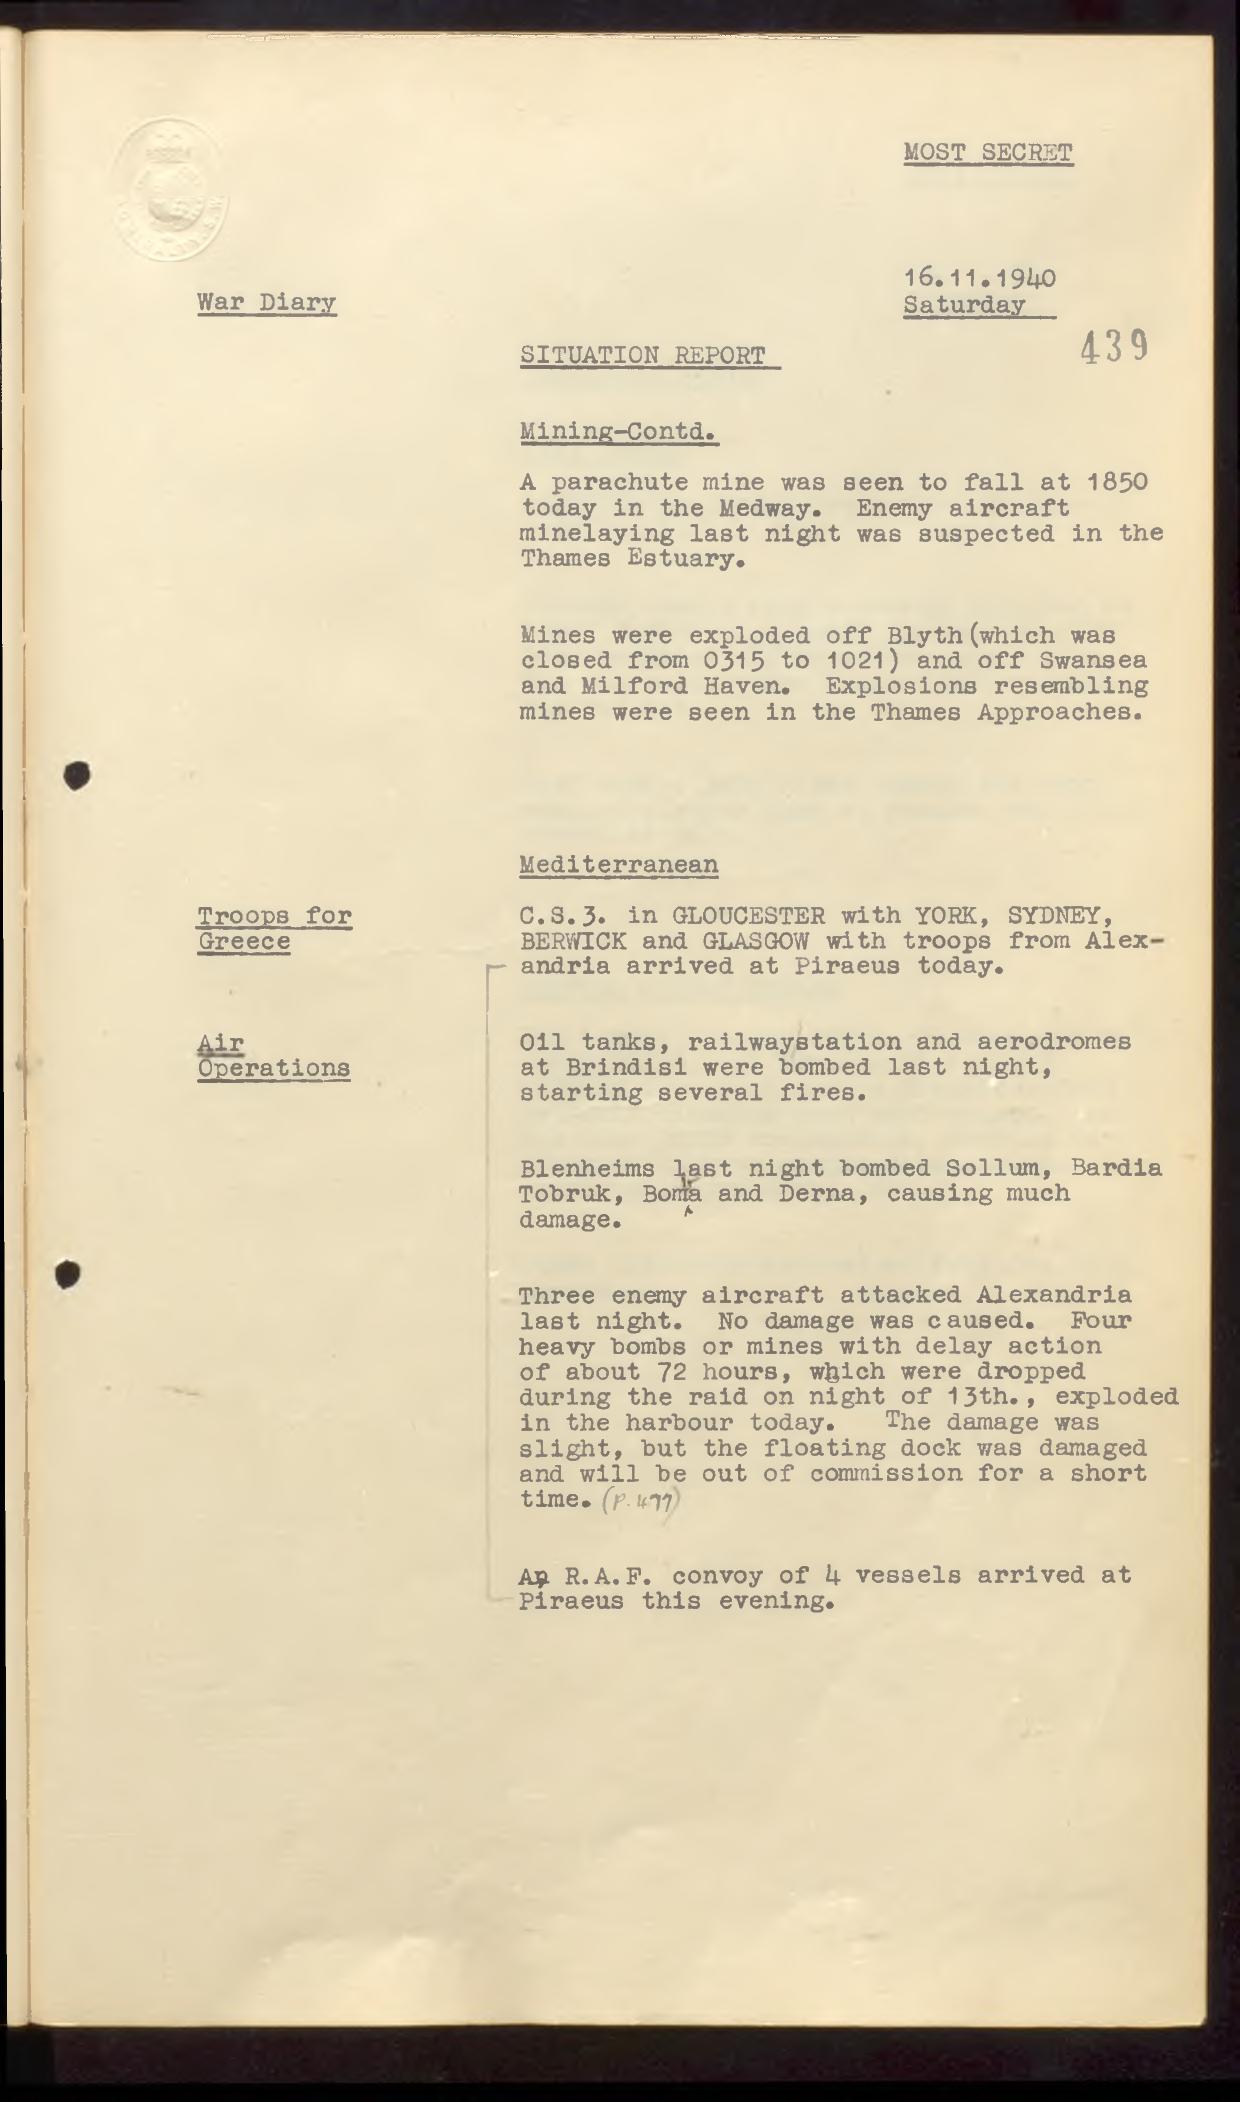 MOST SECRET
16.11.1940
War Diary
Saturday
439
SITUATION REPORT
Mining-Contd.
A parachute mine was seen to fall at 1850
today in the Medway. Enemy aircraft
minelaying last night was suspected in the
Thames Estuary.
Mines were exploded off Blyth(which was
closed from 0315 to 1021) and off Swansea
and Milford Haven. Explosions resembling
mines were seen in the Thames Approaches.
Mediterranean
Troops for
Greece
C.S.3. in GLOUCESTER with YORK, SYDNEY,
BERWICK and GLASGOW with troops from Alex-
andria arrived at Piraeus today.
Air
Operations
Oil tanks, railway/station and aerodromes
at Brindisi were bombed last night,
starting several fires.
Blenheims last night bombed Sollum, Bardia
Tobruk, and Derna, causing much
damage.
Three enemy aircraft attacked Alexandria
last night. No damage was caused. Four
heavy bombs or mines with delay action
of about 72 hours, which were dropped
during the raid on night of 13th., exploded
in the harbour today. The damage was
slight, but the floating dock was damaged
and will be out of commission for a short
time. (P. 477)
An R.A.F. convoy of 4 vessels arrived at
Piraeus this evening.